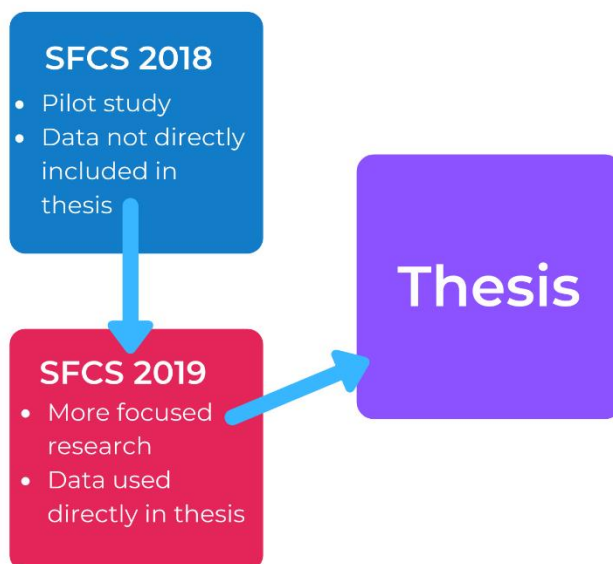 SFCS 2018
• Pilot study
• Data not directly
included in
thesis
Thesis
SFCS 2019
• More focused
research
• Data used
directly in thesis